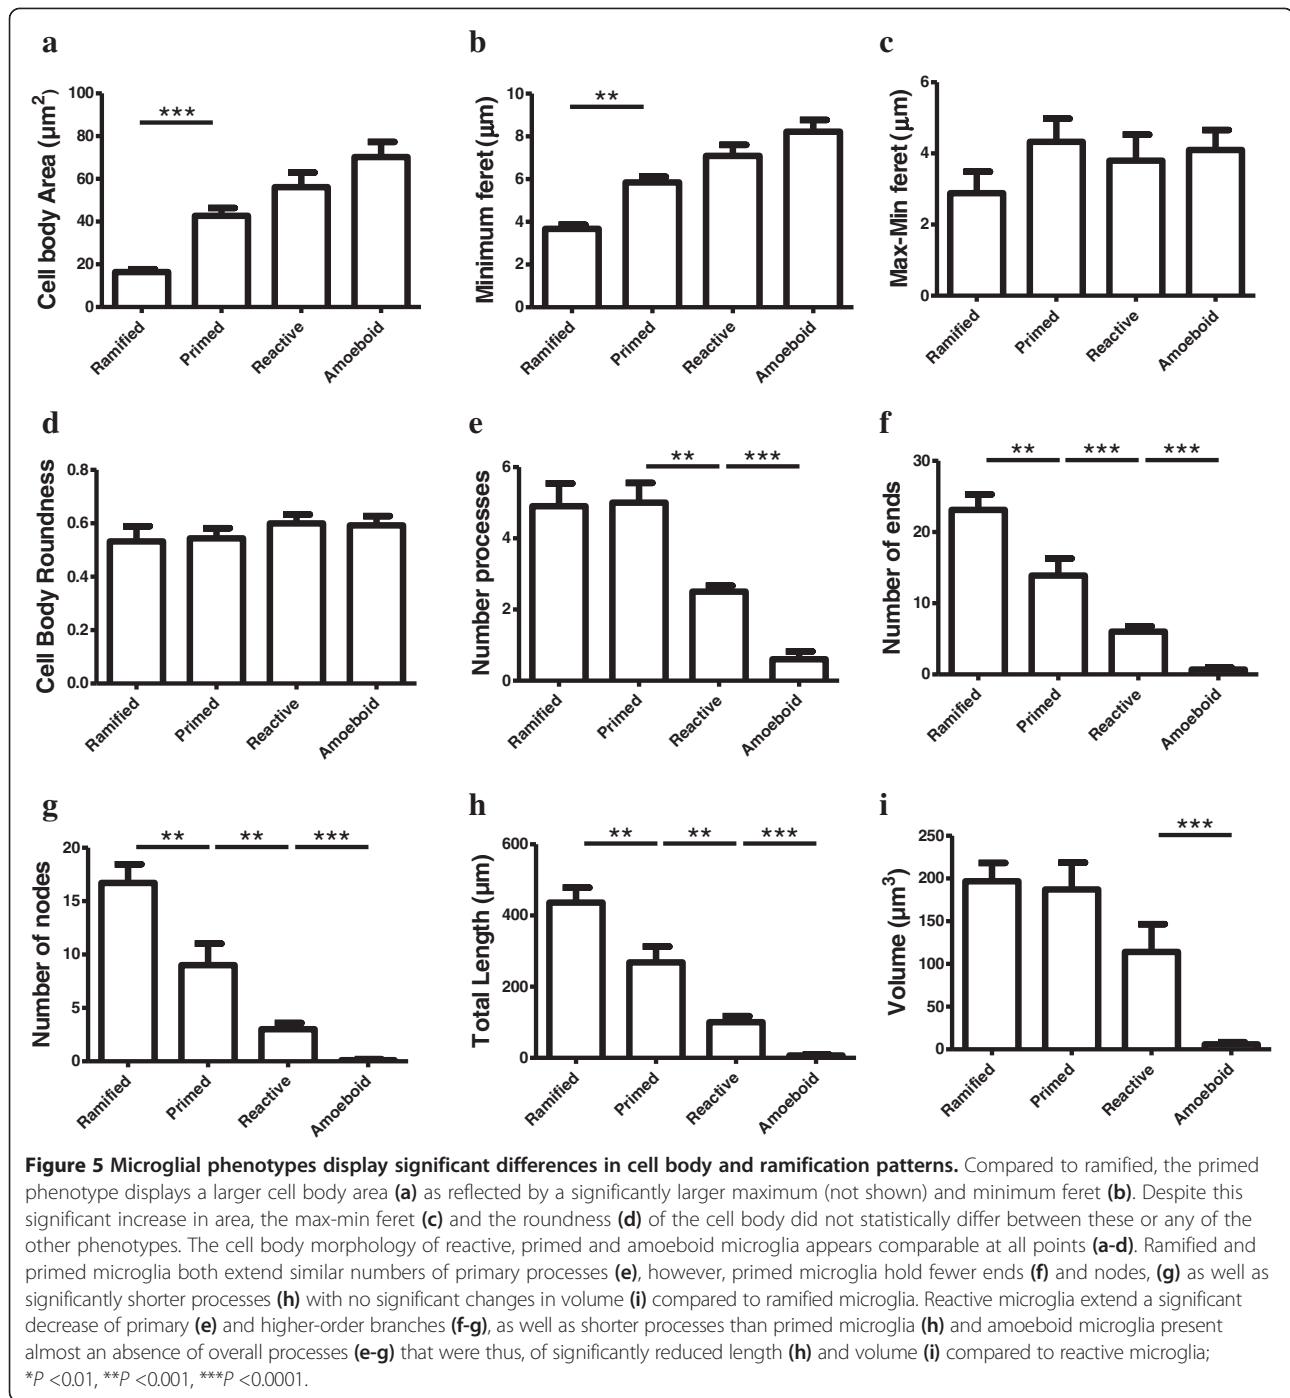 a
Cell body Area (µm²)
100
80
60
40
20
0
***
Ramified
Primed
Reactive
Amoeboid
b
Minimum feret (µm)
10
8
6
4
2
0
**
Ramified
Primed
Reactive
Amoeboid
c
Max-Min feret (µm)
6
4
2
0
Ramified
Primed
Reactive
Amoeboid
d
Cell Body Roundness
0.8
0.6
0.4
0.2
0.0
Ramified
Primed
Reactive
Amoeboid
e
Number processes
6
4
2
0
** ***
Ramified
Primed
Reactive
Amoeboid
f
Number of ends
30
20
10
0
** *** ***
Ramified
Primed
Reactive
Amoeboid
g
Number of nodes
20
15
10
5
0
** ** ***
Ramified
Primed
Reactive
Amoeboid
h
Total Length (µm)
600
400
200
0
** ** ***
Ramified
Primed
Reactive
Amoeboid
i
Volume (µm³)
250
200
150
100
50
0
***
Ramified
Primed
Reactive
Amoeboid
Figure 5 Microglial phenotypes display significant differences in cell body and ramification patterns. Compared to ramified, the primed
phenotype displays a larger cell body area (a) as reflected by a significantly larger maximum (not shown) and minimum feret (b). Despite this
significant increase in area, the max-min feret (c) and the roundness (d) of the cell body did not statistically differ between these or any of the
other phenotypes. The cell body morphology of reactive, primed and amoeboid microglia appears comparable at all points (a-d). Ramified and
primed microglia both extend similar numbers of primary processes (e), however, primed microglia hold fewer ends (f) and nodes, (g) as well as
significantly shorter processes (h) with no significant changes in volume (i) compared to ramified microglia. Reactive microglia extend a significant
decrease of primary (e) and higher-order branches (f-g), as well as shorter processes than primed microglia (h) and amoeboid microglia present
almost an absence of overall processes (e-g) that were thus, of significantly reduced length (h) and volume (i) compared to reactive microglia;
*P <0.01, **P <0.001, ***P <0.0001.